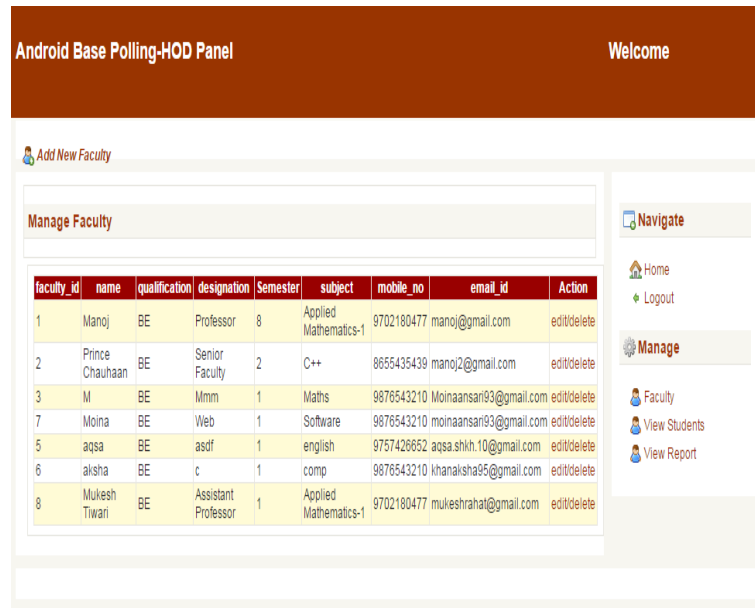 Android Base Polling-HOD Panel
Welcome
Add New Faculty
Manage Faculty
faculty_id name qualification designation Semester subject mobile_no email_id Action
1 Manoj BE Professor 8 Applied Mathematics-1 9702180477 manoj@gmail.com edit/delete
2 Prince Chauhaan BE Senior Faculty 2 C++ 8655435439 manoj2@gmail.com edit/delete
3 M BE Mmm 1 Maths 9876543210 Moinaansari93@gmail.com edit/delete
7 Moina BE Web 1 Software 9876543210 moinaansari93@gmail.com edit/delete
5 aqsa BE asdf 1 english 9757426652 aqsa.shkh.10@gmail.com edit/delete
6 aksha BE c 1 comp 9876543210 khanaksha95@gmail.com edit/delete
8 Mukesh Tiwari BE Assistant Professor 1 Applied Mathematics-1 9702180477 mukeshrahat@gmail.com edit/delete
Navigate
Home
Logout
Manage
Faculty
View Students
View Report